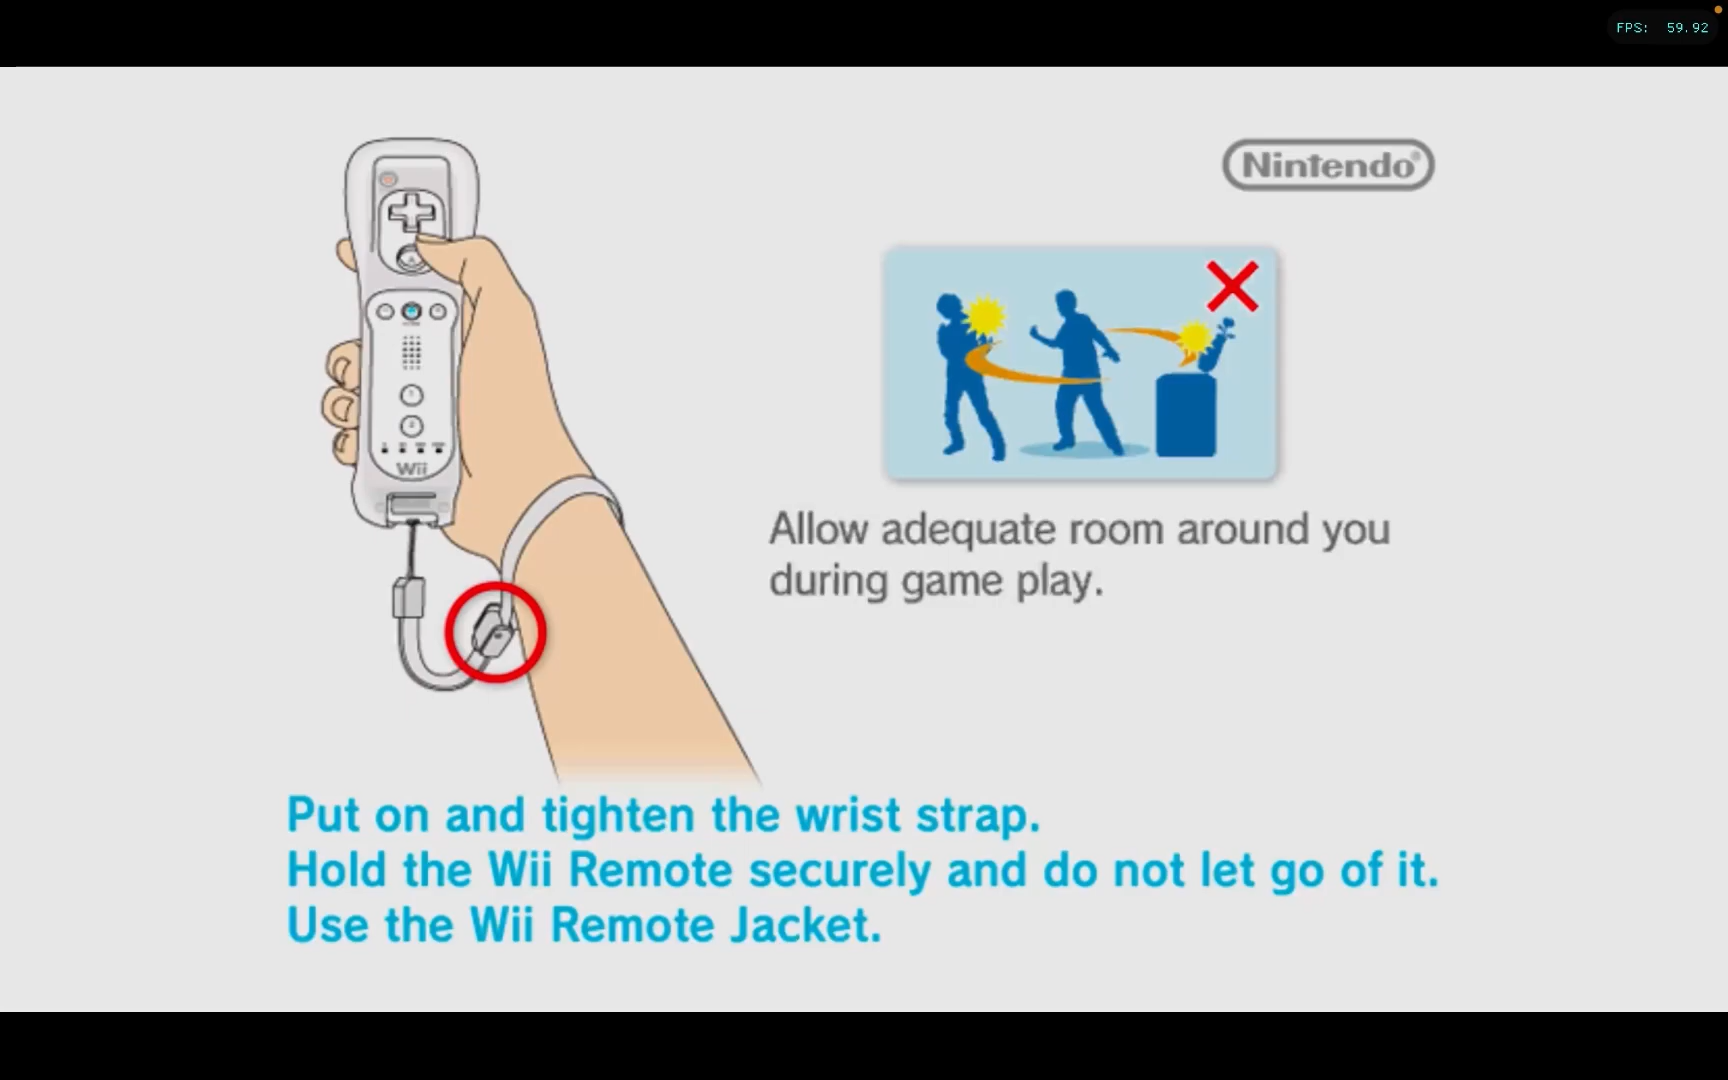 FPS: 59.92
Nintendo®
Wii
Allow adequate room around you
during game play.
Put on and tighten the wrist strap.
Hold the Wii Remote securely and do not let go of it.
Use the Wii Remote Jacket.